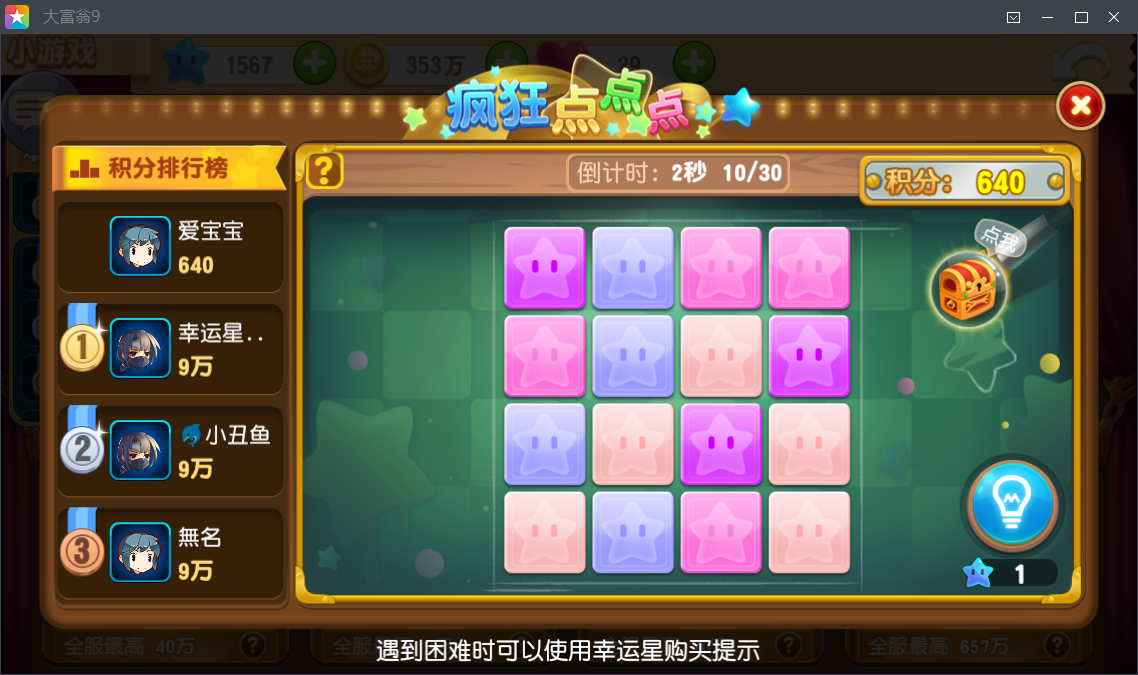 大富翁9
小游戏
1567
353万
29
疯狂点点点
积分排行榜
倒计时：2秒 10/30
积分：640
爱宝宝
640
点我
1
幸运星..
9万
2
小丑鱼
9万
3
無名
9万
1
全服最高 40万
全服最高 657万
遇到困难时可以使用幸运星购买提示